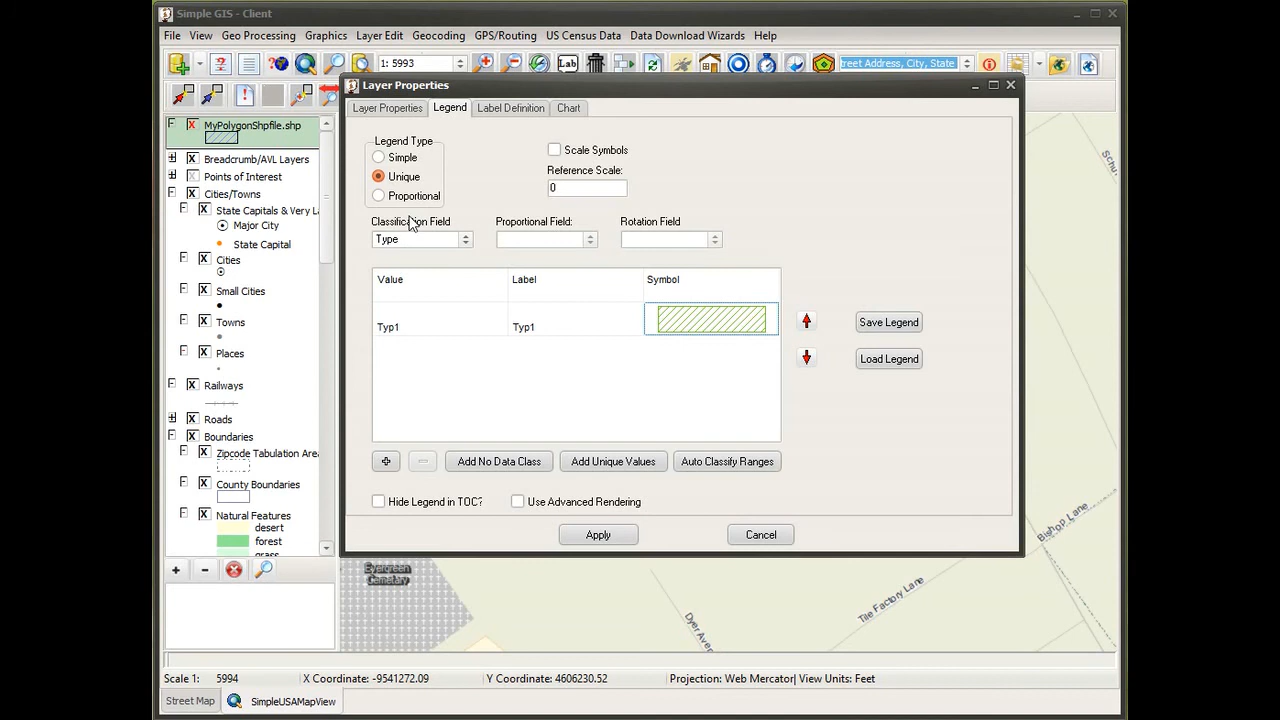 Simple GIS - Client
File View Geo Processing Graphics Layer Edit Geocoding GPS/Routing US Census Data Data Download Wizards Help
1: 5993
Lab
treet Address, City, State
Layer Properties
Layer Properties Legend Label Definition Chart
MyPolygonShpfile.shp
Breadcrumb/AVL Layers
Points of Interest
Cities/Towns
State Capitals & Very La
Major City
State Capital
Cities
Small Cities
Towns
Places
Railways
Roads
Boundaries
Zipcode Tabulation Area
County Boundaries
Natural Features
desert
forest
grass
Legend Type
Simple
Unique
Proportional
Scale Symbols
Reference Scale:
0
Classification Field Proportional Field: Rotation Field
Type
Value Label Symbol
Typ1 Typ1
Save Legend
Load Legend
Add No Data Class Add Unique Values Auto Classify Ranges
Hide Legend in TOC? Use Advanced Rendering
Apply Cancel
Evergreen
Cemetary
Dyer Aven
Tile Factory Lane
Bishop Lane
Schu
Scale 1: 5994 X Coordinate: -9541272.09 Y Coordinate: 4606230.52 Projection: Web Mercator| View Units: Feet
Street Map SimpleUSAMapView